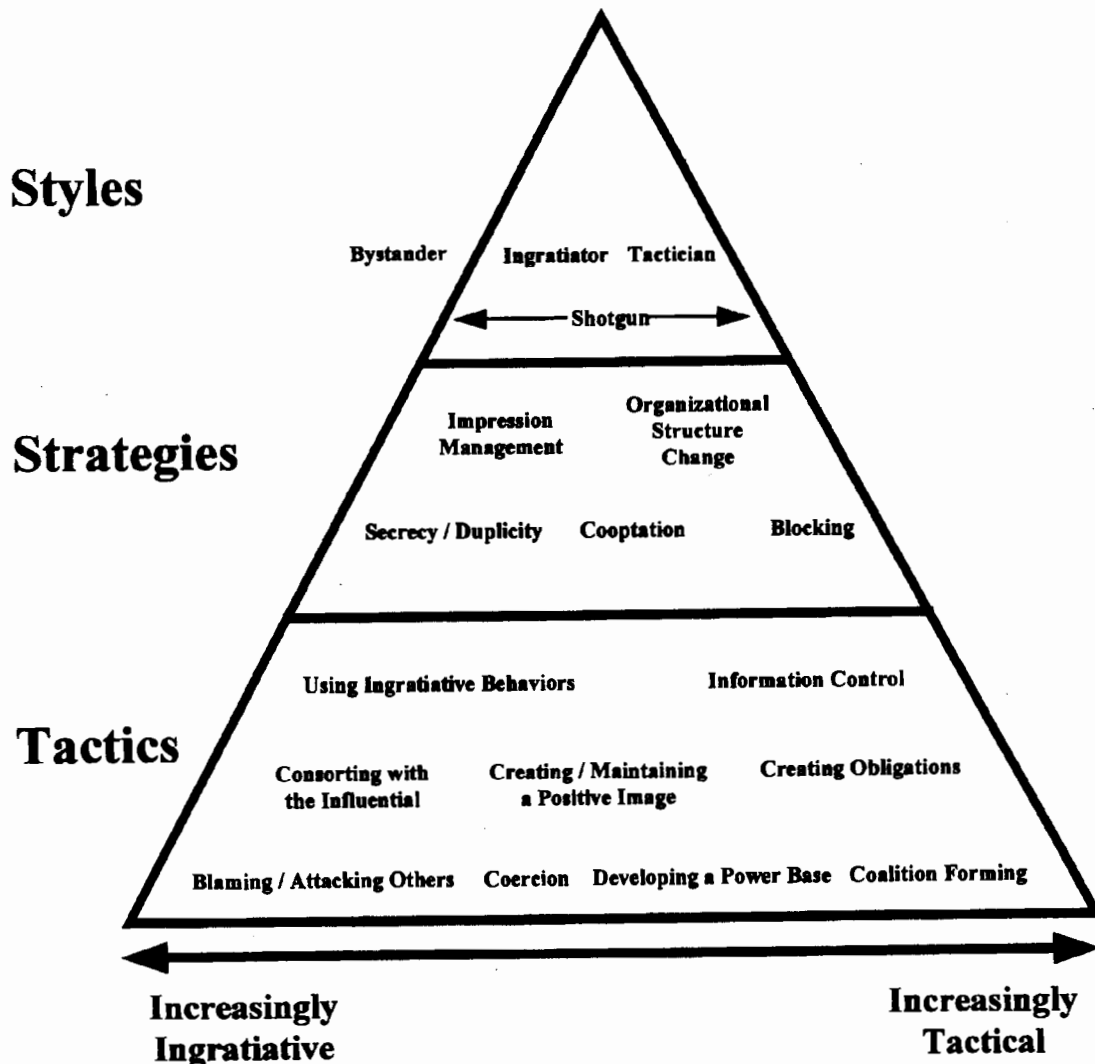 Styles
Bystander
Ingratiator Tactician
Shotgun
Strategies
Impression
Management
Organizational
Structure
Change
Secrecy / Duplicity
Cooptation
Blocking
Tactics
Using Ingratiative Behaviors
Information Control
Consorting with
the Influential
Creating / Maintaining
a Positive Image
Creating Obligations
Blaming / Attacking Others
Coercion
Developing a Power Base
Coalition Forming
Increasingly
Ingratiative
Increasingly
Tactical